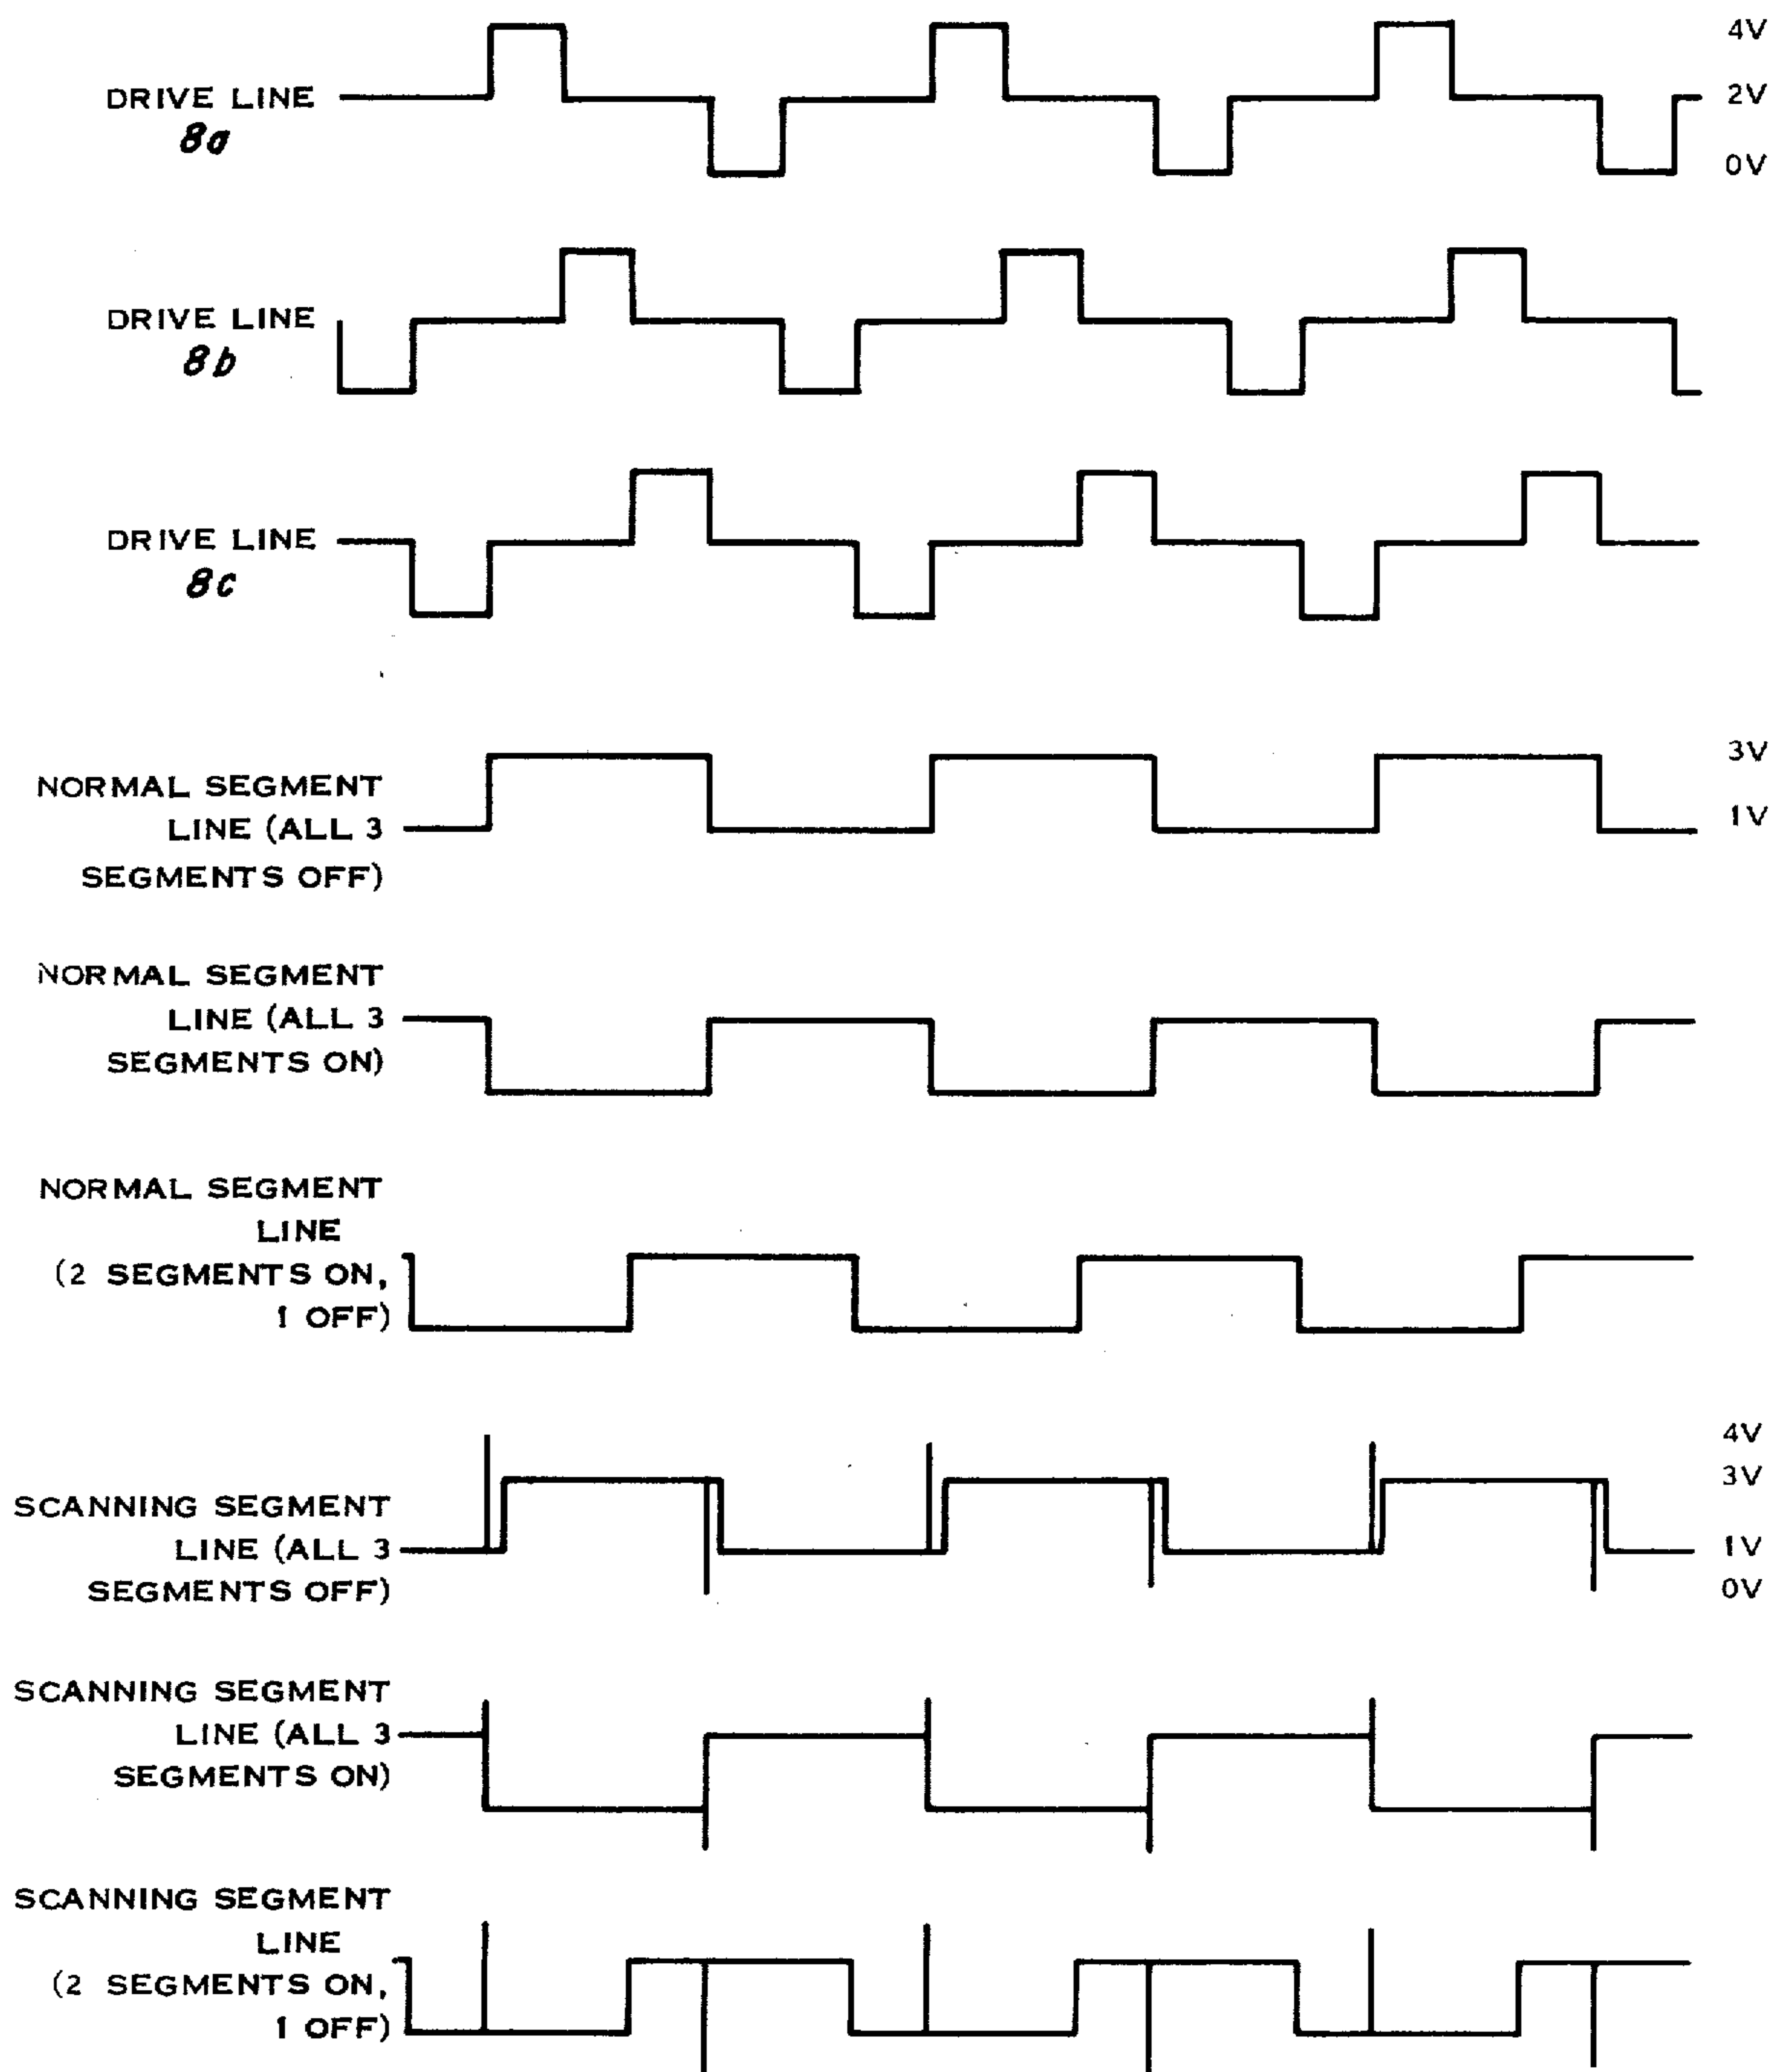 4V
DRIVE LINE
2V
8a
0V
DRIVE LINE
8b
DRIVE LINE
8c
3V
NORMAL SEGMENT
LINE (ALL 3
1V
SEGMENTS OFF)
NORMAL SEGMENT
LINE (ALL 3
SEGMENTS ON)
NORMAL SEGMENT
LINE
(2 SEGMENTS ON,
1 OFF)
4V
3V
SCANNING SEGMENT
LINE (ALL 3
1V
SEGMENTS OFF)
0V
SCANNING SEGMENT
LINE (ALL 3
SEGMENTS ON)
SCANNING SEGMENT
LINE
(2 SEGMENTS ON,
1 OFF)